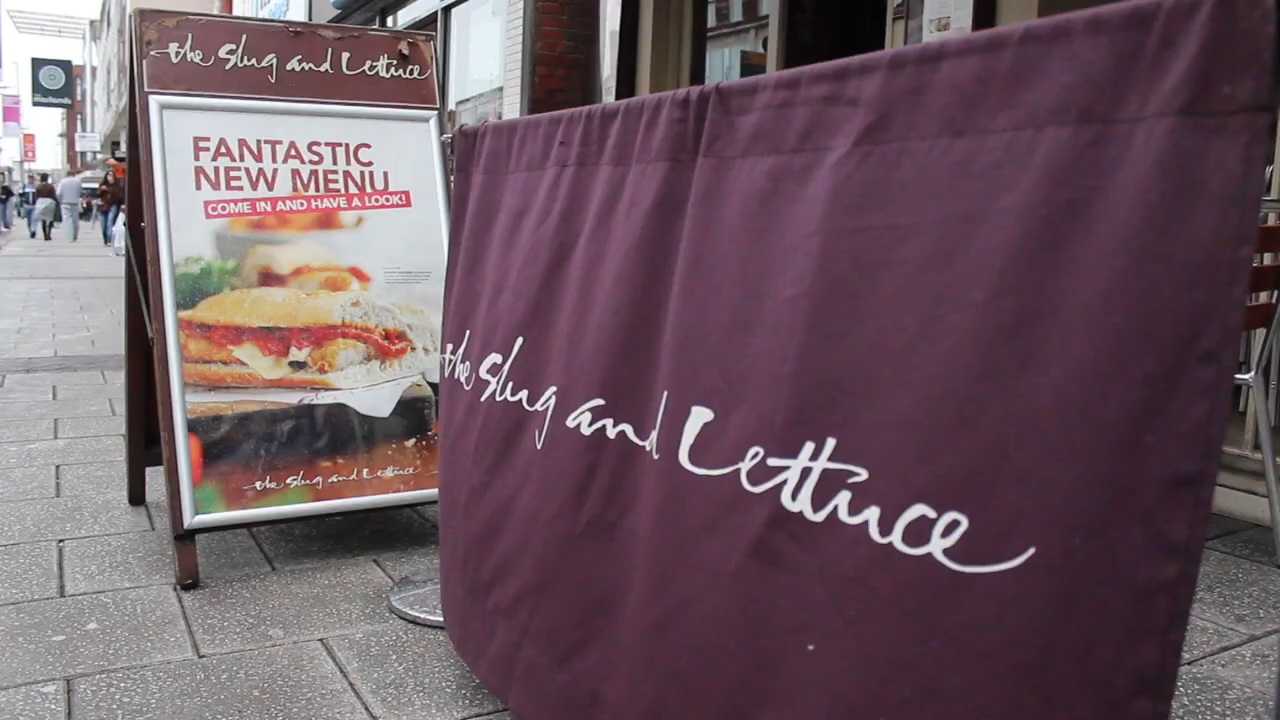 the Slug and Lettuce
FANTASTIC
NEW MENU
COME IN AND HAVE A LOOK!
the Slug and Lettuce
the Slug and Lettuce